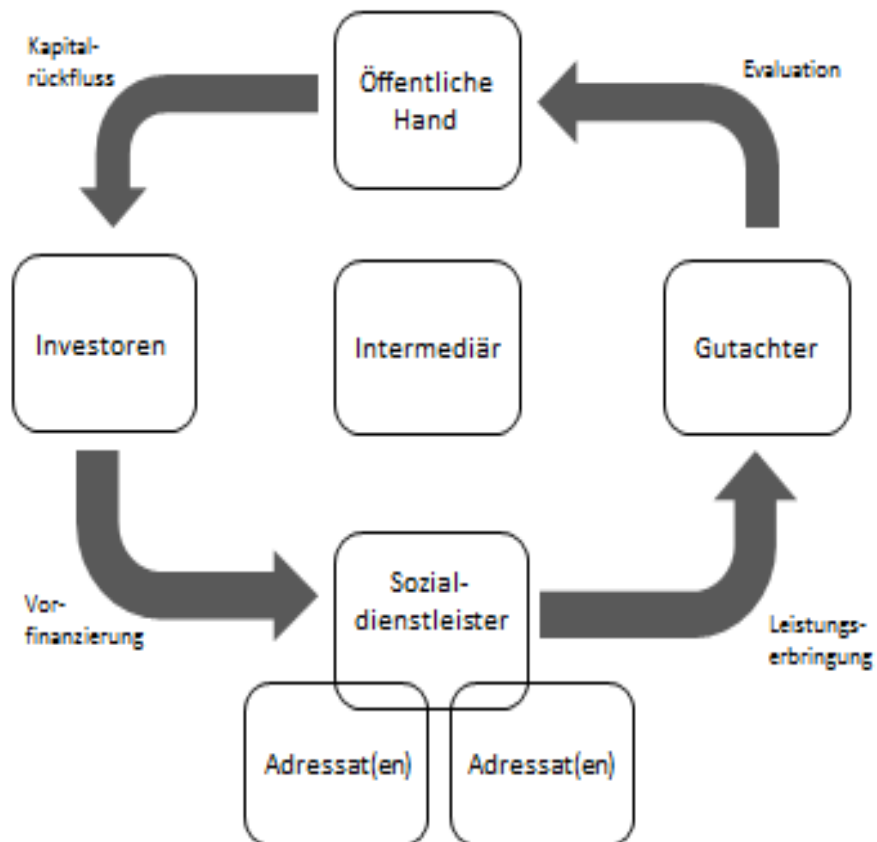 Kapital-
rückfluss
Öffentliche
Hand
Evaluation
Investoren
Intermediär
Gutachter
Vor-
finanzierung
Sozial-
dienstleister
Leistungs-
erbringung
Adressat(en)
Adressat(en)